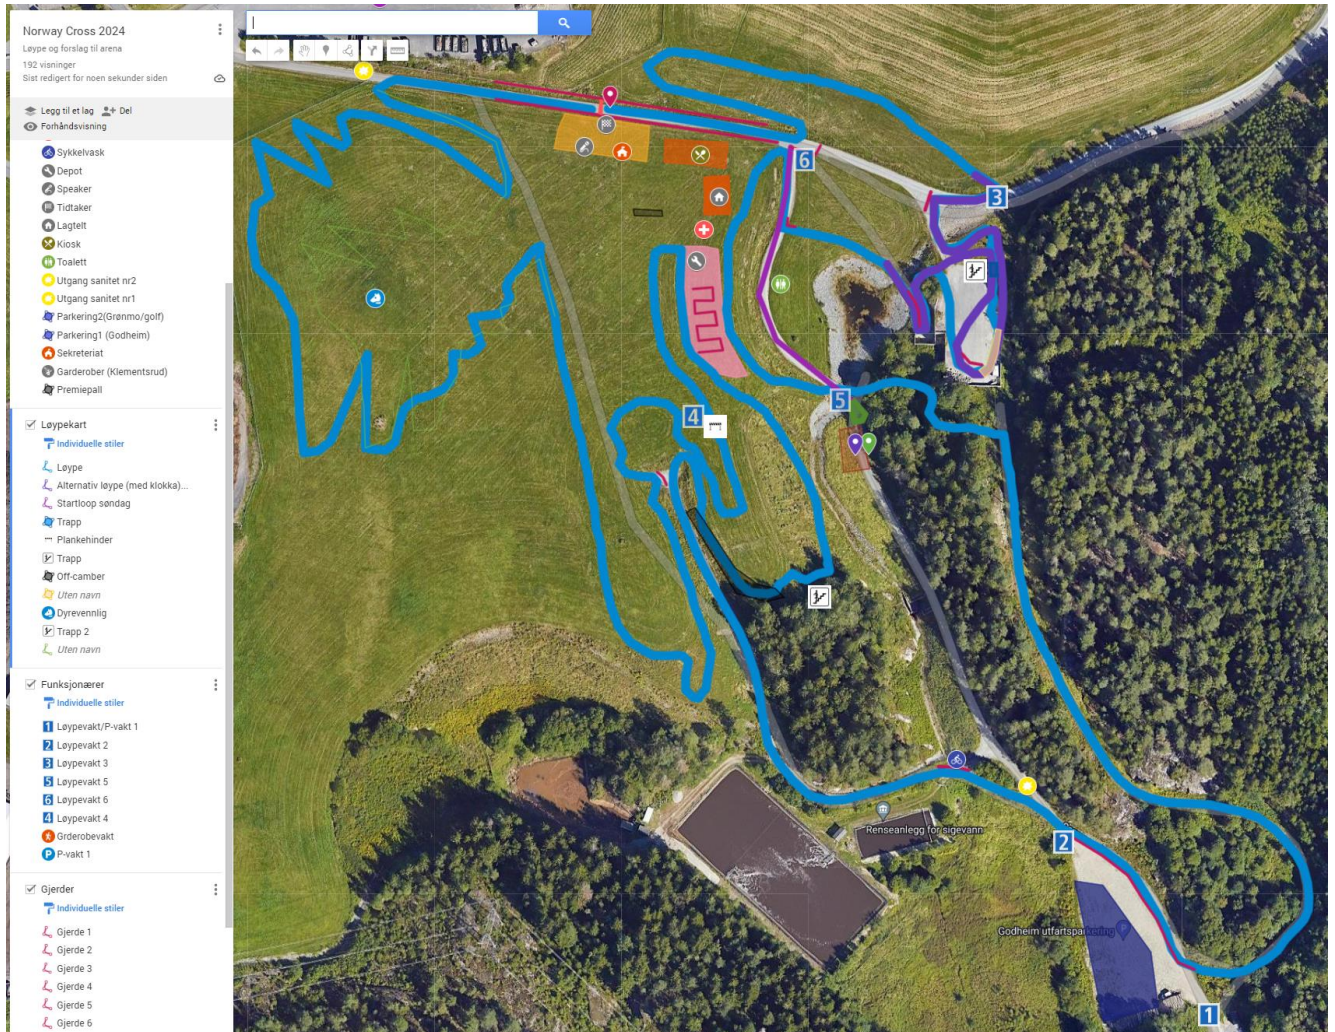 Norway Cross 2024
Løype og forslag til arena
192 visninger
Sist redigert for noen sekunder siden
Legg til et lag
Del
Forhåndsvisning
Sykkelvask
Depot
Speaker
Tidtaker
Lagtelt
Kiosk
Toalett
Utgang sanitet nr2
Utgang sanitet nr1
Parkering2(Grønmo/golf)
Parkering1 (Godheim)
Sekreteriat
Garderober (Klementsrud)
Premiepall
Løypekart
Individuelle stiler
Løype
Alternativ løype (med klokka)...
Startloop søndag
Trapp
Plankehinder
Trapp
Off-camber
Uten navn
Dyrevennlig
Trapp 2
Uten navn
Funksjonærer
Individuelle stiler
1 Løypevakt/P-vakt 1
2 Løypevakt 2
3 Løypevakt 3
5 Løypevakt 5
6 Løypevakt 6
4 Løypevakt 4
Grderobevakt
P P-vakt 1
Gjerder
Individuelle stiler
Gjerde 1
Gjerde 2
Gjerde 3
Gjerde 4
Gjerde 5
Gjerde 6
6
3
5
4
Renseanlegg for sigevann
2
Godheim utfartsparkering
P
1